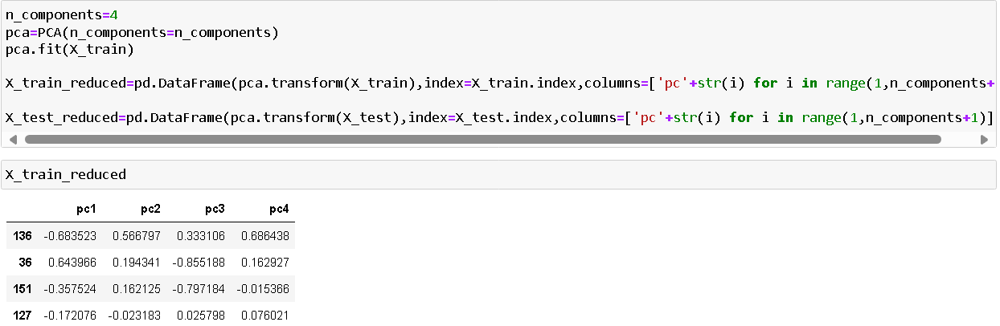 n_components=4
pca=PCA(n_components=n_components)
pca.fit(X_train)
X_train_reduced=pd.DataFrame(pca.transform(X_train),index=X_train.index,columns=['pc'+str(i) for i in range(1,n_components+
X_test_reduced=pd.DataFrame(pca.transform(X_test),index=X_test.index,columns=['pc'+str(i) for i in range(1,n_components+1)]
X_train_reduced
pc1 pc2 pc3 pc4
136 -0.683523 0.566797 0.333106 0.686438
36 0.643966 0.194341 -0.855188 0.162927
151 -0.357524 0.162125 -0.797184 -0.015366
127 -0.172076 -0.023183 0.025798 0.076021